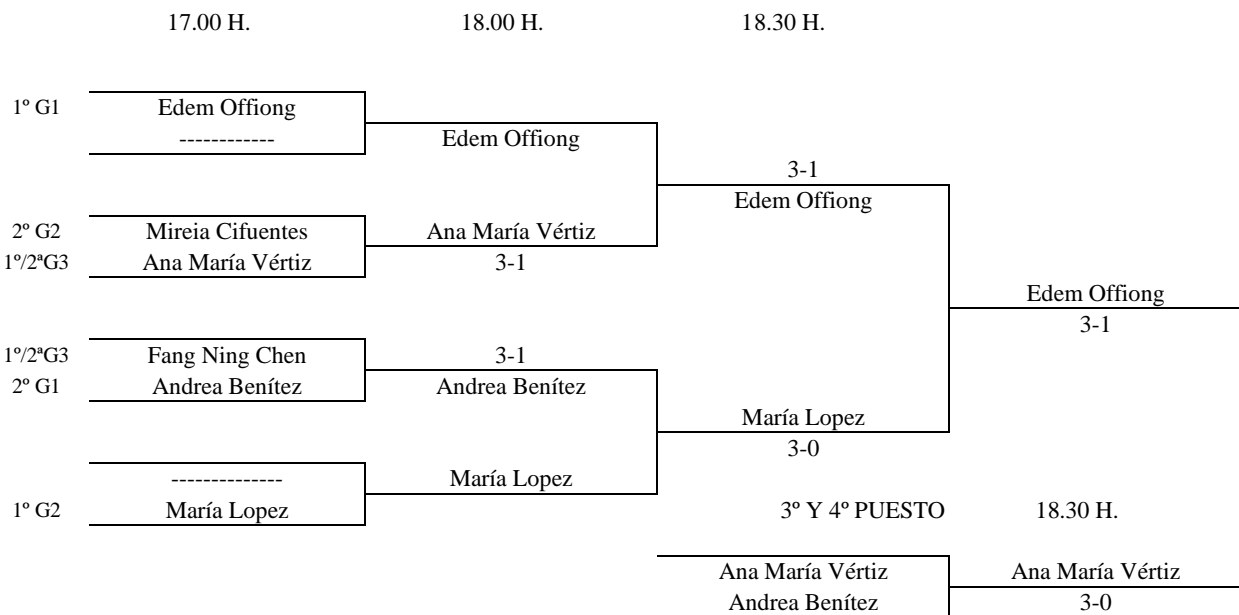 17.00 H. 18.00 H. 18.30 H.
1º G1 Edem Offiong
------------ Edem Offiong
3-1
Edem Offiong
2º G2 Mireia Cifuentes Ana María Vértiz
1º/2ªG3 Ana María Vértiz 3-1
Edem Offiong
3-1
1º/2ªG3 Fang Ning Chen 3-1
2º G1 Andrea Benítez Andrea Benítez
María Lopez
3-0
-------------- María Lopez
1º G2 María Lopez 3º Y 4º PUESTO 18.30 H.
Ana María Vértiz Ana María Vértiz
Andrea Benítez 3-0